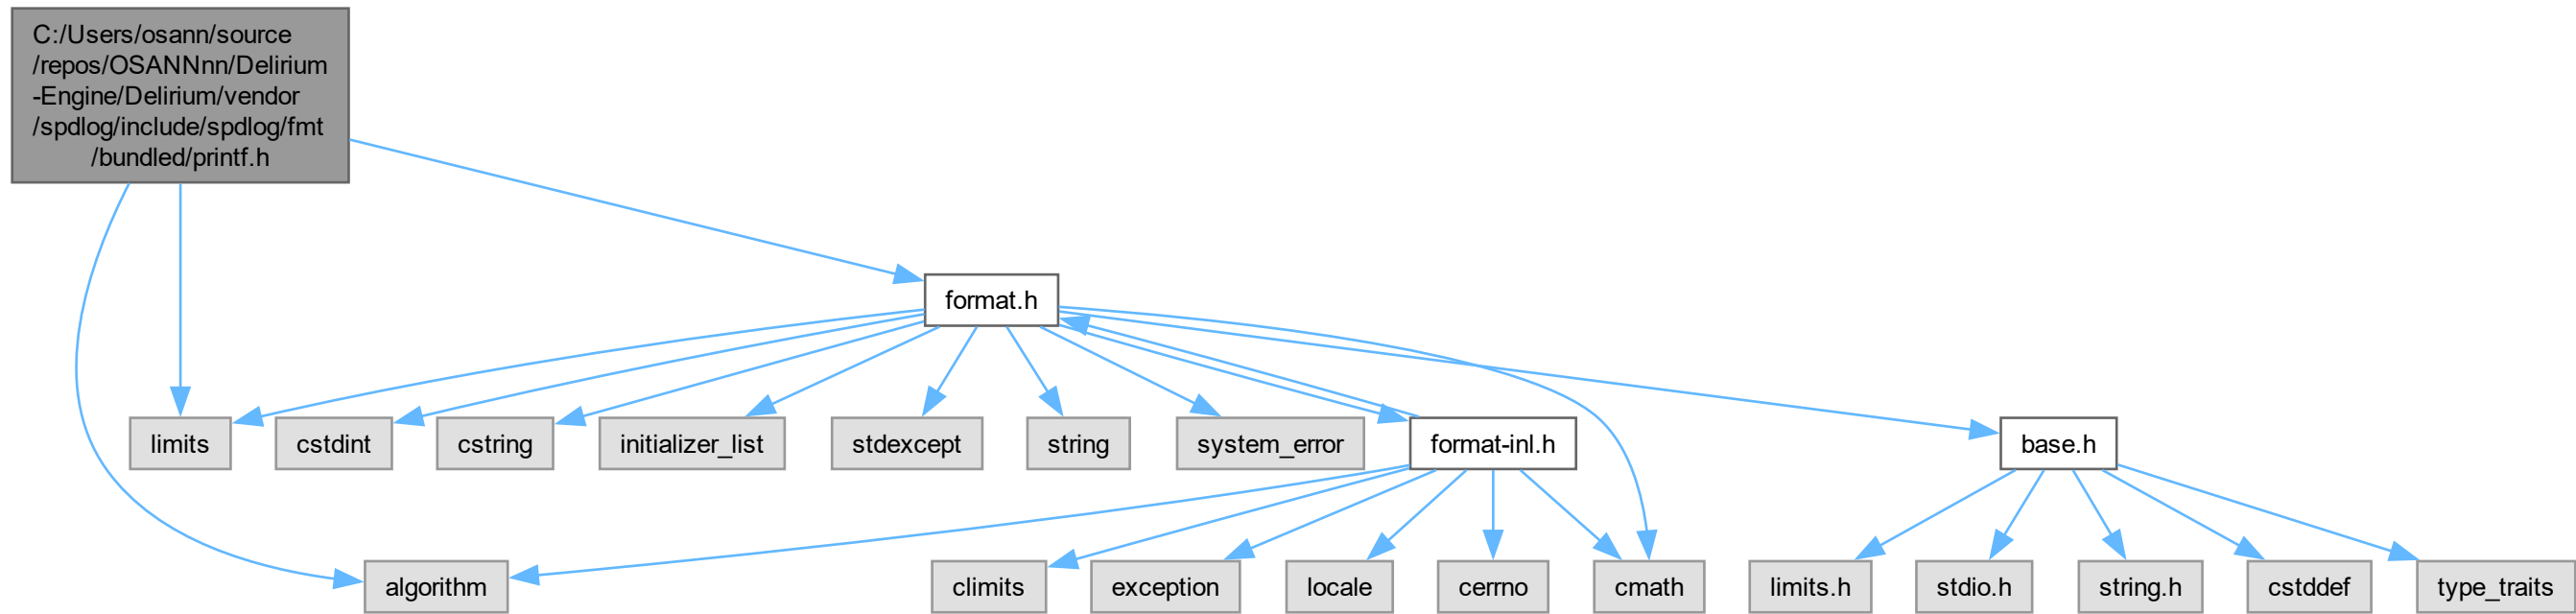 C:/Users/osann/source
/repos/OSANNnn/Delirium
-Engine/Delirium/vendor
/spdlog/include/spdlog/fmt
/bundled/printf.h
format.h
limits
cstdint
cstring
initializer_list
stdexcept
string
system_error
format-inl.h
base.h
algorithm
climits
exception
locale
cerrno
cmath
limits.h
stdio.h
string.h
cstddef
type_traits